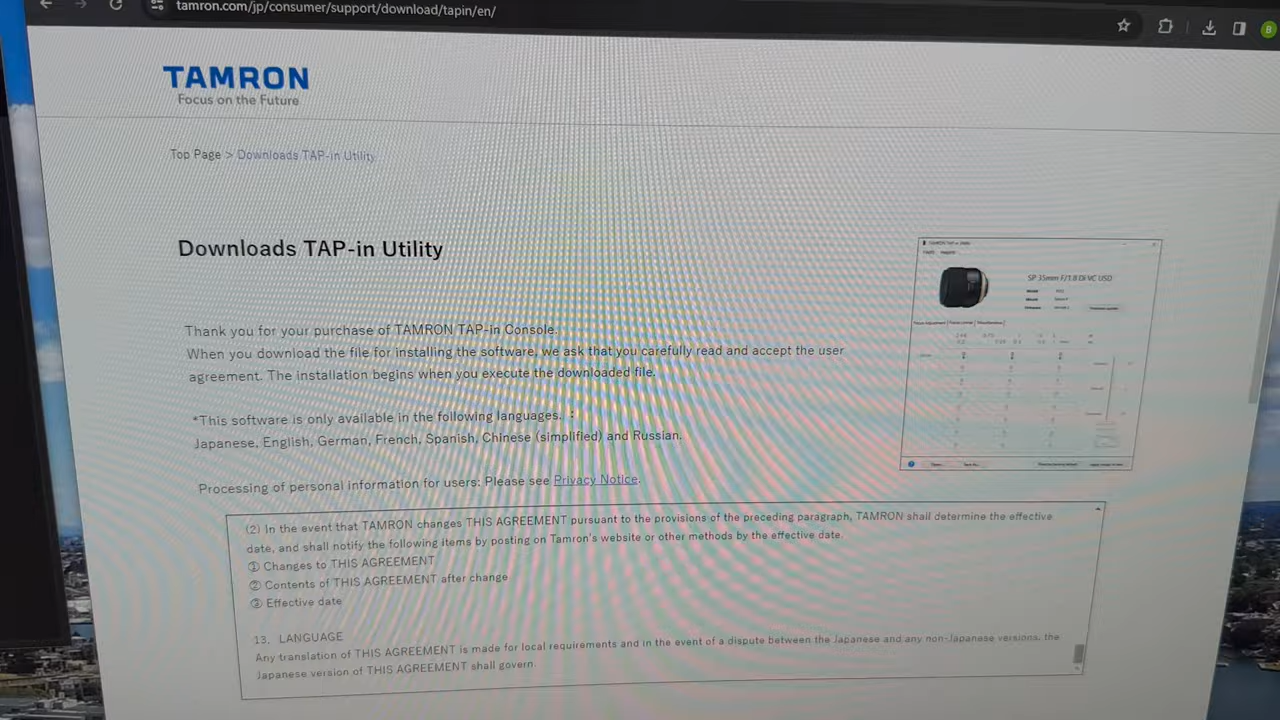 tamron.com/jp/consumer/support/download/tapin/en/
B
TAMRON
Focus on the Future
Top Page > Downloads TAP-in Utility
Downloads TAP-in Utility
TAMRON TAP-in Utility
SP 35mm F/1.8 Di VC USD
Thank you for your purchase of TAMRON TAP-in Console.
When you download the file for installing the software, we ask that you carefully read and accept the user
agreement. The installation begins when you execute the downloaded file.
*This software is only available in the following languages. :
Japanese, English, German, French, Spanish, Chinese (simplified) and Russian.
Processing of personal information for users: Please see Privacy Notice.
(2) In the event that TAMRON changes THIS AGREEMENT pursuant to the provisions of the preceding paragraph, TAMRON shall determine the effective
date, and shall notify the following items by posting on Tamron's website or other methods by the effective date.
① Changes to THIS AGREEMENT
② Contents of THIS AGREEMENT after change
③ Effective date
13. LANGUAGE
Any translation of THIS AGREEMENT is made for local requirements and in the event of a dispute between the Japanese and any non-Japanese versions, the
Japanese version of THIS AGREEMENT shall govern.